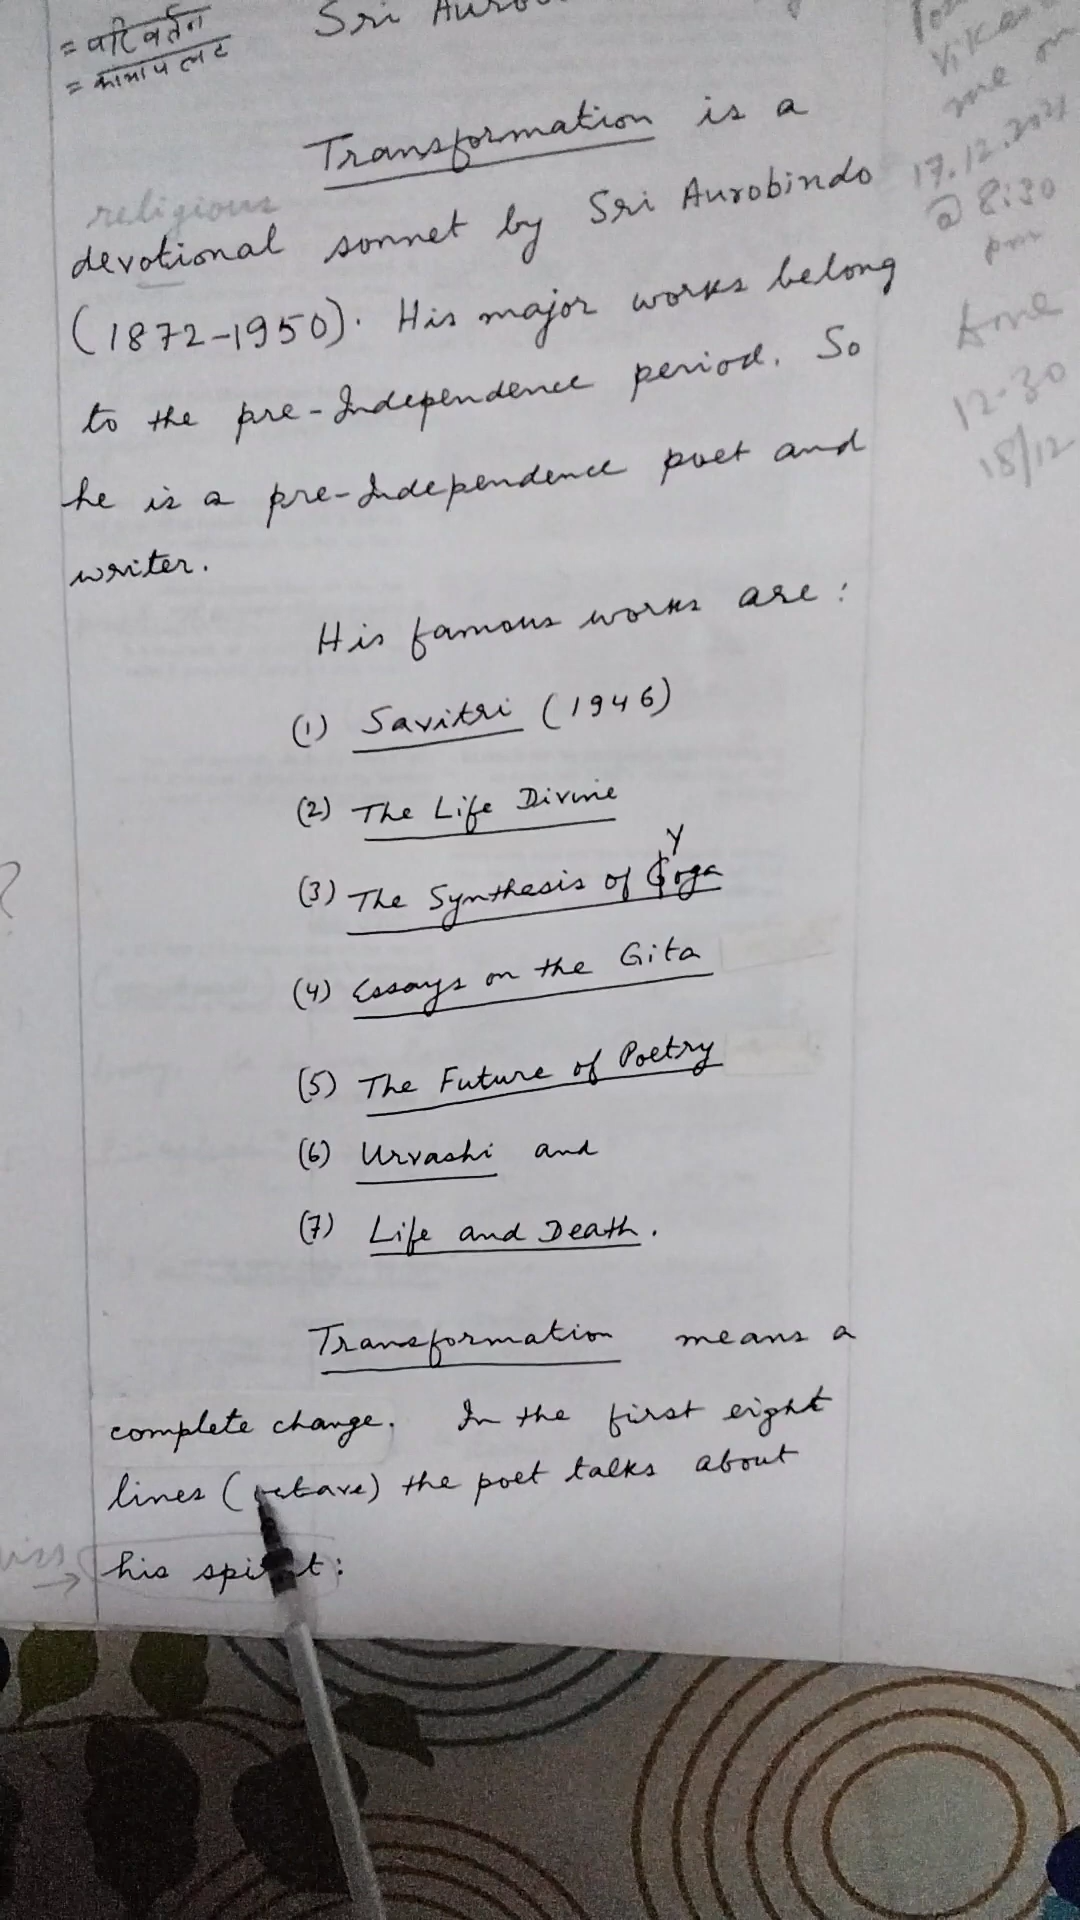 = परिवर्तन
= कायापलट
Sri
Transformation is a
religious
devotional sonnet by Sri Aurobindo
(1872-1950). His major works belong
to the pre-Independence period. So
he is a pre-Independence poet and
writer.
His famous works are:
(1) Savitri (1946)
(2) The Life Divine
(3) The Synthesis of Yoga
(4) Essays on the Gita
(5) The Future of Poetry
(6) Urvashi and
(7) Life and Death.
Transformation means a
complete change. In the first eight
lines (octave) the poet talks about
his spirit:
me on
17.12.2021
@ 8:30
pm
Done
12-30
18/12
?